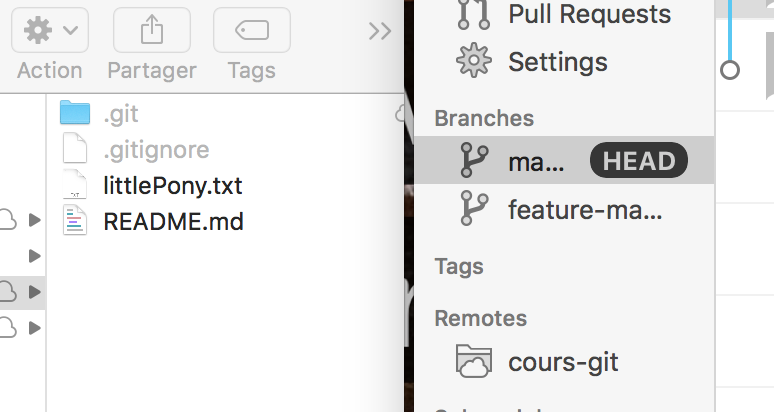 Action
Partager
Tags
.git
.gitignore
littlePony.txt
README.md
Pull Requests
Settings
Branches
ma... HEAD
feature-ma...
Tags
Remotes
cours-git